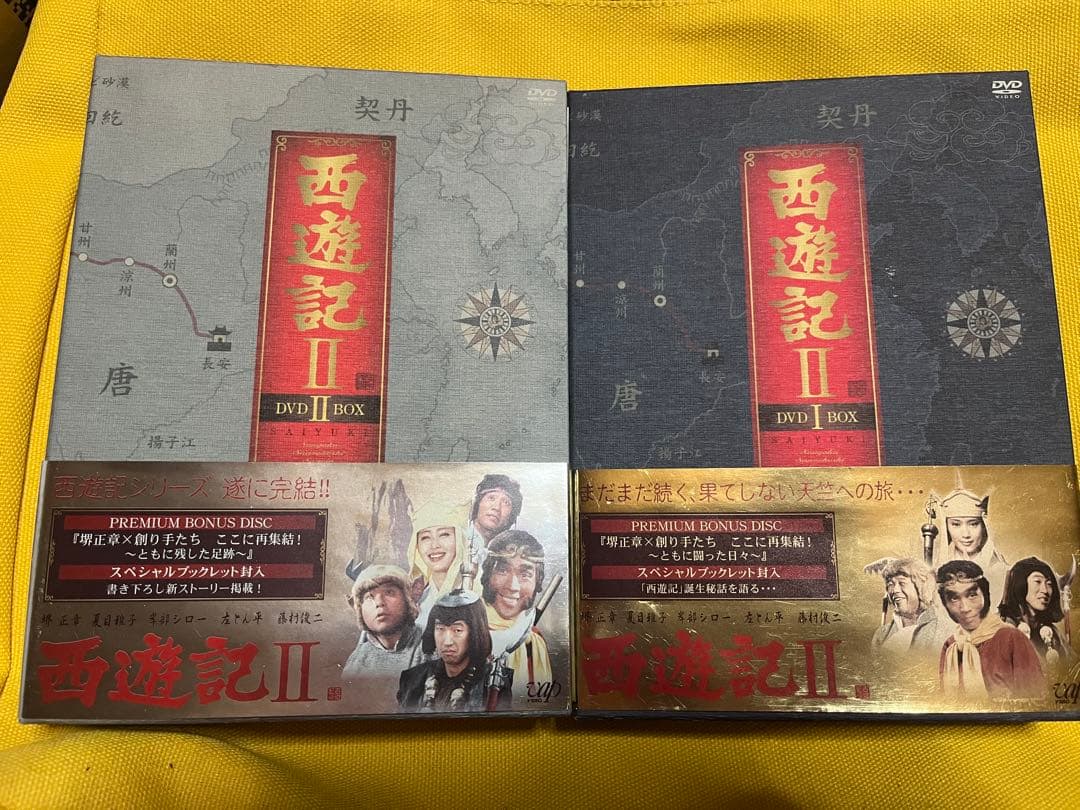 砂漠
回紇
契丹
DVD
西遊記
II
DVD II BOX
SAIYUKI
甘州
涼州
蘭州
長安
唐
揚子江
西遊記シリーズ 遂に完結!!
PREMIUM BONUS DISC
『堺正章×創り手たち ここに再集結!
~ともに残した足跡~』
スペシャルブックレット封入
書き下ろし新ストーリー掲載!
堺正章 夏目雅子 岸部シロー 左とん平 藤村俊二
西遊記II
vap
VIDEO
砂漠
回紇
契丹
DVD
VIDEO
西遊記
II
DVD I BOX
SAIYUKI
甘州
涼州
蘭州
長安
唐
揚子江
まだまだ続く、果てしない天竺への旅・・・
PREMIUM BONUS DISC
『堺正章×創り手たち ここに再集結!
~ともに闘った日々~』
スペシャルブックレット封入
「西遊記」誕生秘話を語る・・・
堺正章 夏目雅子 岸部シロー 左とん平 藤村俊二
西遊記II
vap
VIDEO